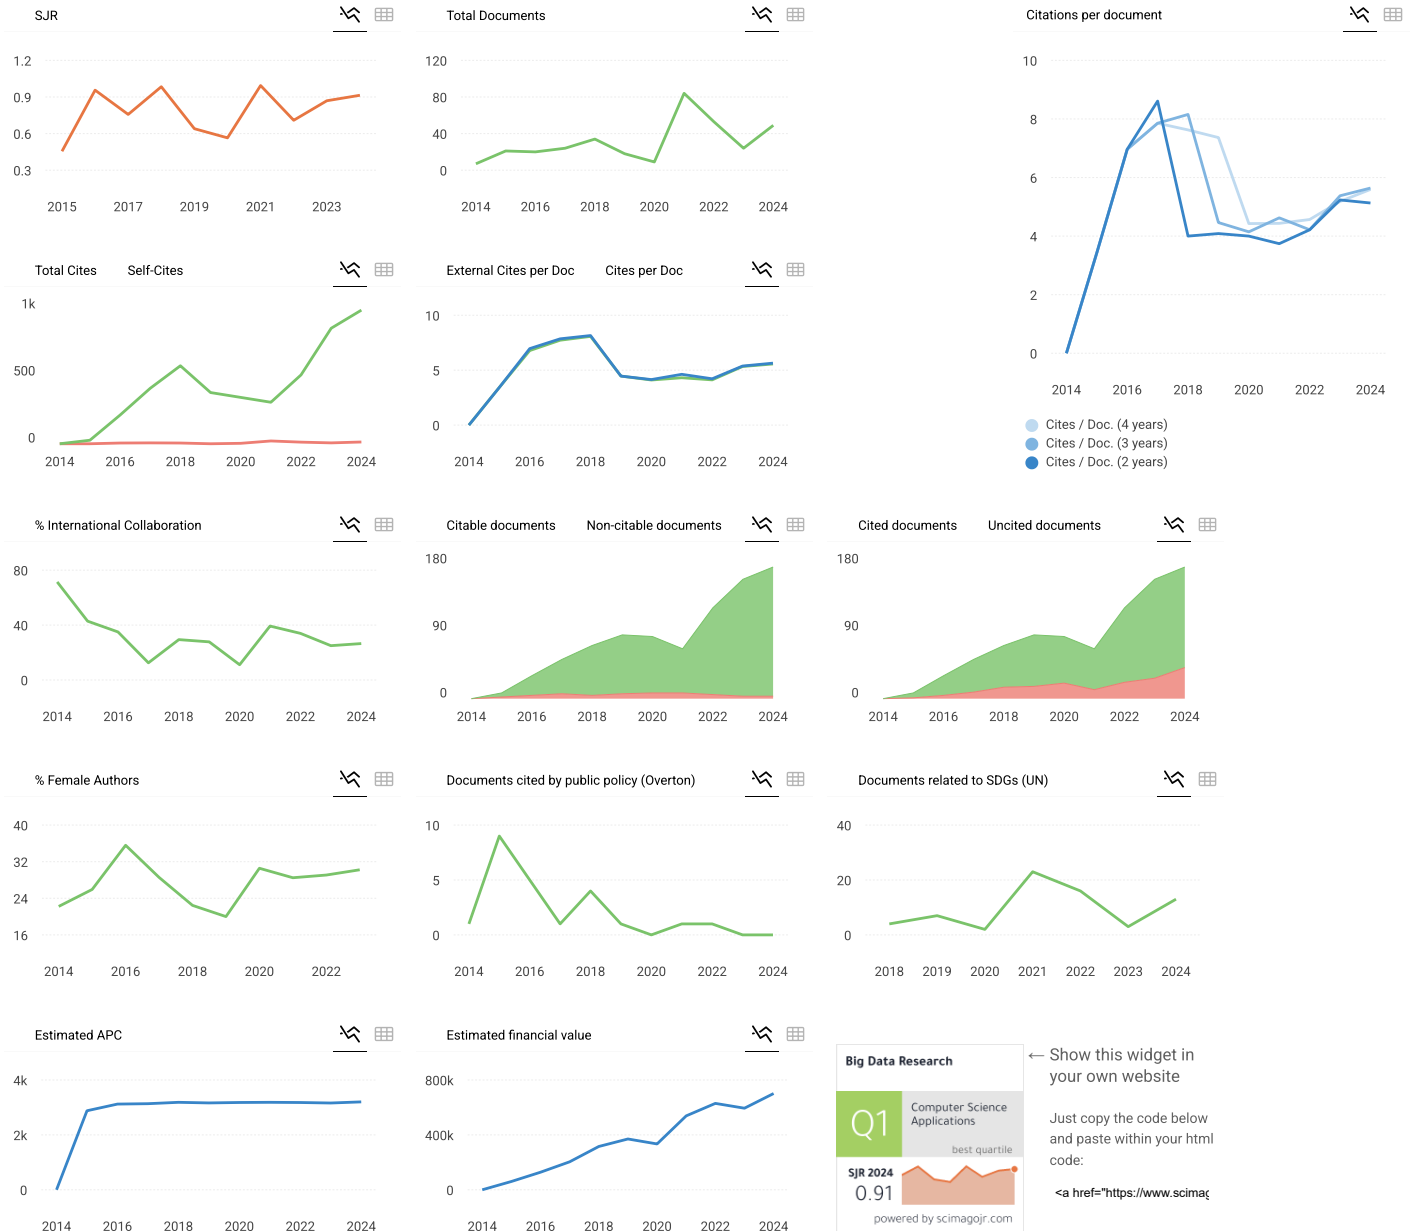 SJR
1.2
0.9
0.6
0.3
2015 2017 2019 2021 2023
Total Documents
120
80
40
0
2014 2016 2018 2020 2022 2024
Citations per document
10
8
6
4
2
0
2014 2016 2018 2020 2022 2024
Cites / Doc. (4 years)
Cites / Doc. (3 years)
Cites / Doc. (2 years)
Total Cites Self-Cites
1k
500
0
2014 2016 2018 2020 2022 2024
External Cites per Doc Cites per Doc
10
5
0
2014 2016 2018 2020 2022 2024
% International Collaboration
80
40
0
2014 2016 2018 2020 2022 2024
Citable documents Non-citable documents
180
90
0
2014 2016 2018 2020 2022 2024
Cited documents Uncited documents
180
90
0
2014 2016 2018 2020 2022 2024
% Female Authors
40
32
24
16
2014 2016 2018 2020 2022
Documents cited by public policy (Overton)
10
5
0
2014 2016 2018 2020 2022 2024
Documents related to SDGs (UN)
40
20
0
2018 2019 2020 2021 2022 2023 2024
Estimated APC
4k
2k
0
2014 2016 2018 2020 2022 2024
Estimated financial value
800k
400k
0
2014 2016 2018 2020 2022 2024
Big Data Research
Q1
Computer Science
Applications
best quartile
SJR 2024
0.91
powered by scimagojr.com
← Show this widget in
your own website
Just copy the code below
and paste within your html
code:
<a href="https://www.scimag